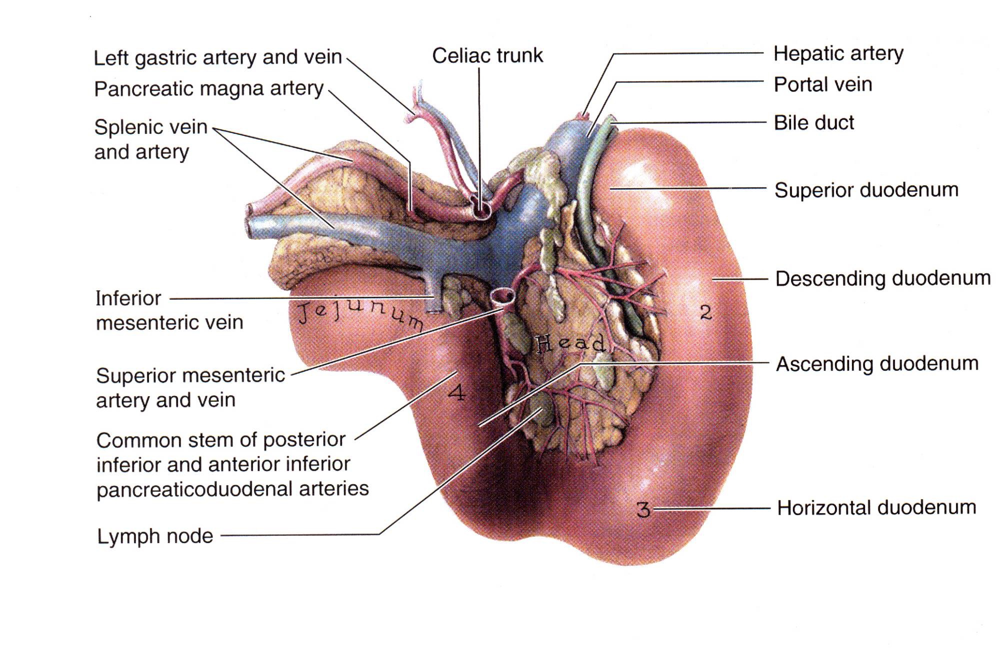 Left gastric artery and vein
Pancreatic magna artery
Splenic vein
and artery
Inferior
mesenteric vein
Superior mesenteric
artery and vein
Common stem of posterior
inferior and anterior inferior
pancreaticoduodenal arteries
Lymph node
Celiac trunk
Hepatic artery
Portal vein
Bile duct
Superior duodenum
Descending duodenum
Ascending duodenum
Horizontal duodenum
Jejunum
Head
2
4
3